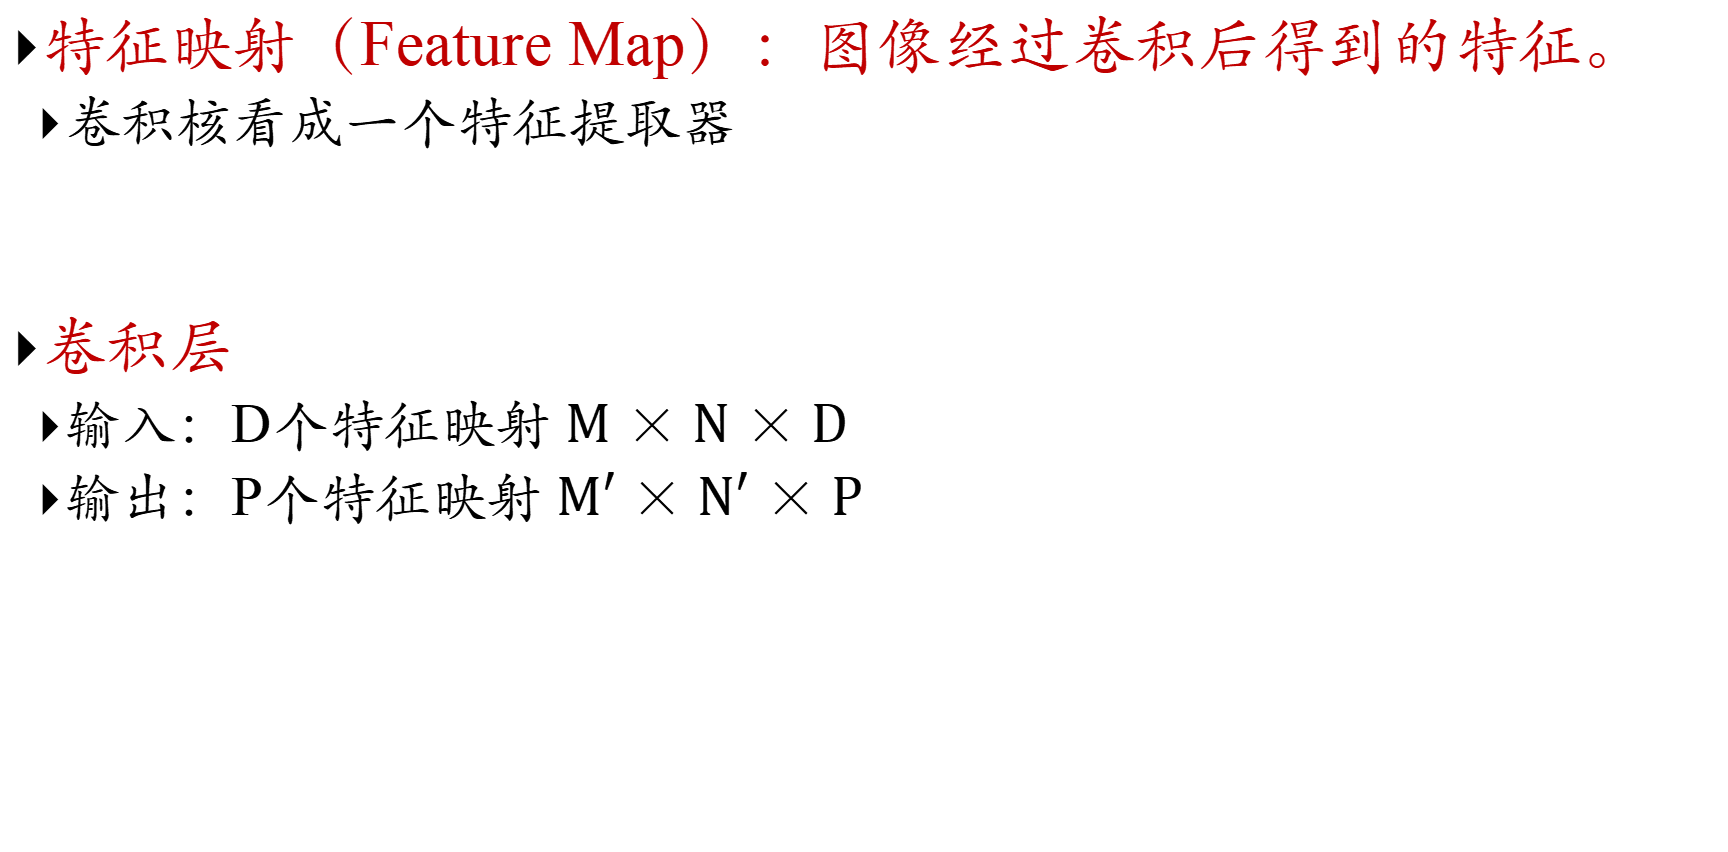 特征映射（Feature Map）：图像经过卷积后得到的特征。
卷积核看成一个特征提取器
卷积层
输入：D个特征映射 M × N × D
输出：P个特征映射 M′ × N′ × P